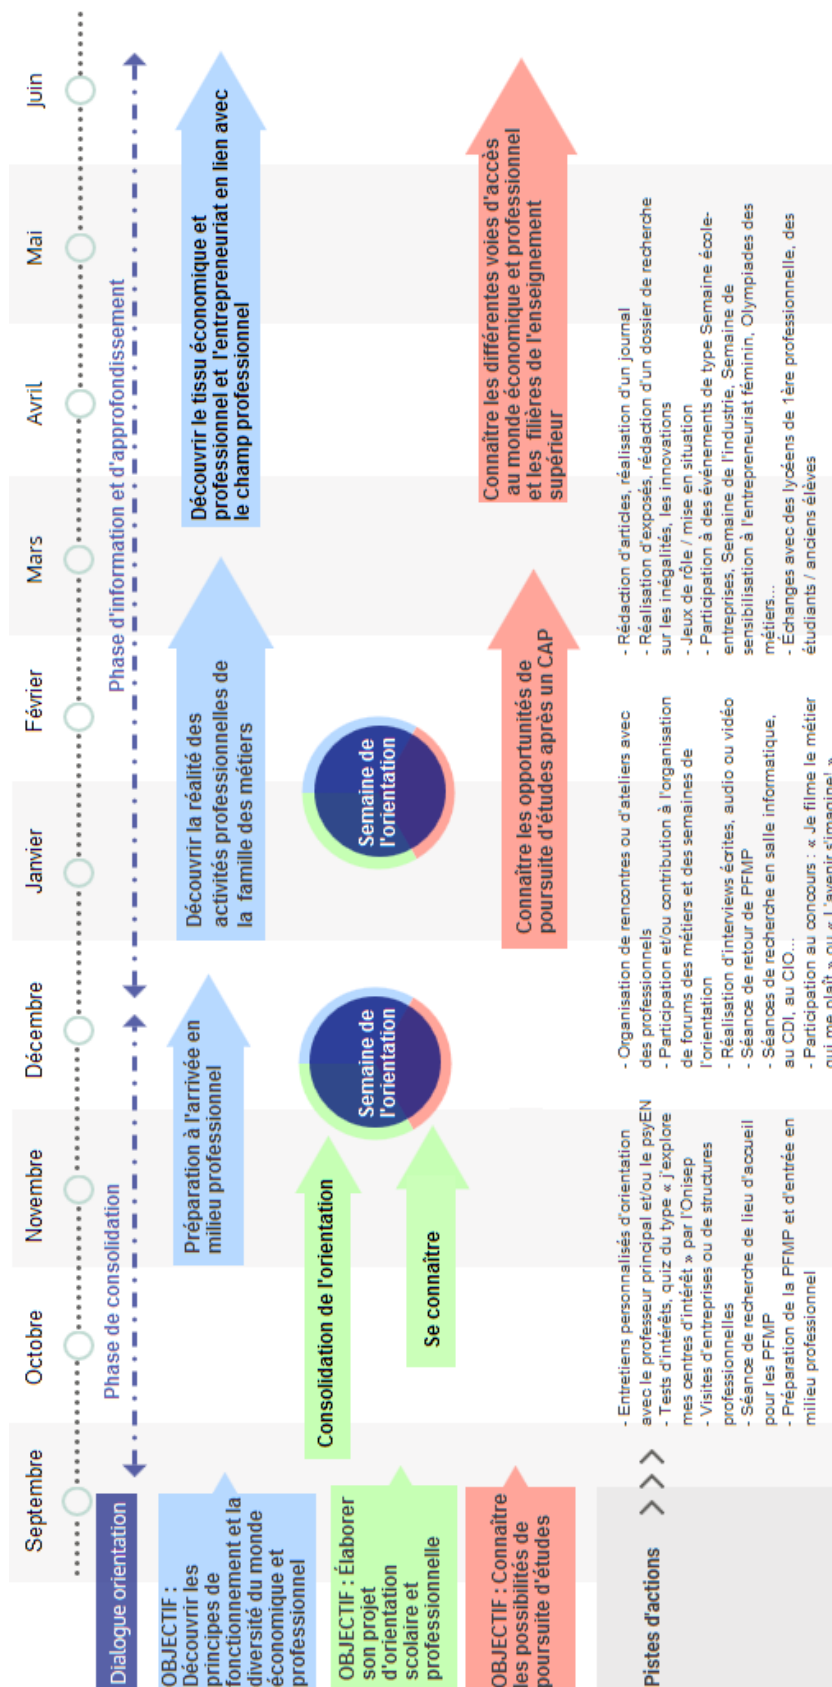 Septembre
Octobre
Novembre
Décembre
Janvier
Février
Mars
Avril
Mai
Juin
Dialogue orientation
Phase de consolidation
Phase d'information et d'approfondissement
OBJECTIF :
Découvrir les
principes de
fonctionnement et la
diversité du monde
économique et
professionnel
Préparation à l'arrivée en
milieu professionnel
Découvrir la réalité des
activités professionnelles de
la famille des métiers
Découvrir le tissu économique et
professionnel et l'entrepreneuriat en lien avec
le champ professionnel
OBJECTIF : Élaborer
son projet
d'orientation
scolaire et
professionnelle
Consolidation de l'orientation
Se connaître
Semaine de
l'orientation
Semaine de
l'orientation
OBJECTIF : Connaître
les possibilités de
poursuite d'études
Connaître les opportunités de
poursuite d'études après un CAP
Connaître les différentes voies d'accès
au monde économique et professionnel
et les filières de l'enseignement
supérieur
Pistes d'actions
- Entretiens personnalisés d'orientation
avec le professeur principal et/ou le psyEN
- Tests d'intérêts, quiz du type « j'explore
mes centres d'intérêt » par l'Onisep
- Visites d'entreprises ou de structures
professionnelles
- Séance de recherche de lieu d'accueil
pour les PFMP
- Préparation de la PFMP et d'entrée en
milieu professionnel
- Organisation de rencontres ou d'ateliers avec
des professionnels
- Participation et/ou contribution à l'organisation
de forums des métiers et des semaines de
l'orientation
- Réalisation d'interviews écrites, audio ou vidéo
- Séance de retour de PFMP
- Séances de recherche en salle informatique,
au CDI, au CIO...
- Participation au concours : « Je filme le métier
qui me plaît » ou « L'avenir s'imagine! »
- Rédaction d'articles, réalisation d'un journal
- Réalisation d'exposés, rédaction d'un dossier de recherche
sur les inégalités, les innovations
- Jeux de rôle / mise en situation
- Participation à des événements de type Semaine école-
entreprises, Semaine de l'industrie, Semaine de
sensibilisation à l'entrepreneuriat féminin, Olympiades des
métiers...
- Echanges avec des lycéens de 1ère professionnelle, des
étudiants / anciens élèves